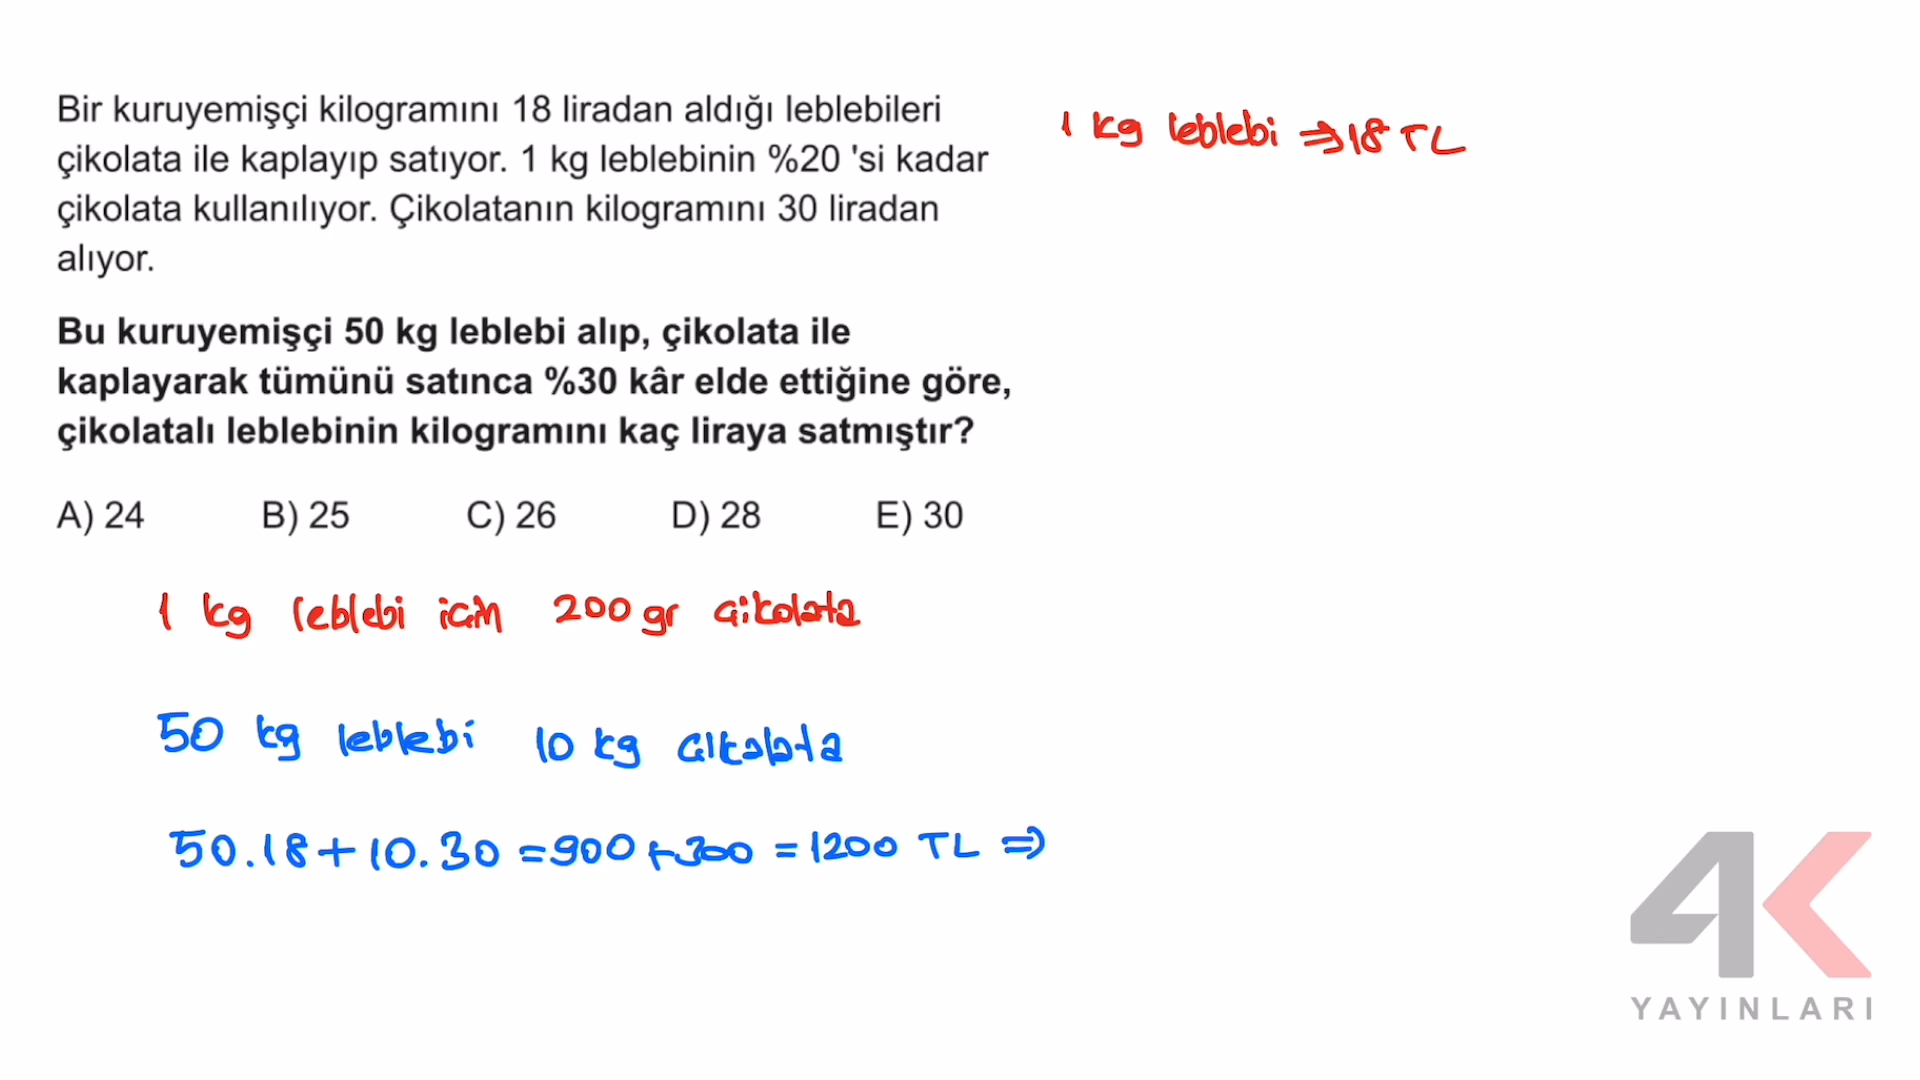 Bir kuruyemişçi kilogramını 18 liradan aldığı leblebileri
çikolata ile kaplayıp satıyor. 1 kg leblebinin %20 'si kadar
çikolata kullanılıyor. Çikolatanın kilogramını 30 liradan
alıyor.
Bu kuruyemişçi 50 kg leblebi alıp, çikolata ile
kaplayarak tümünü satınca %30 kâr elde ettiğine göre,
çikolatalı leblebinin kilogramını kaç liraya satmıştır?
A) 24 B) 25 C) 26 D) 28 E) 30
1 kg leblebi ⇒ 18 TL
1 kg leblebi için 200 gr çikolata
50 kg leblebi 10 kg çikolata
50.18+10.30 = 900+300 = 1200 TL ⇒
4K
YAYINLARI